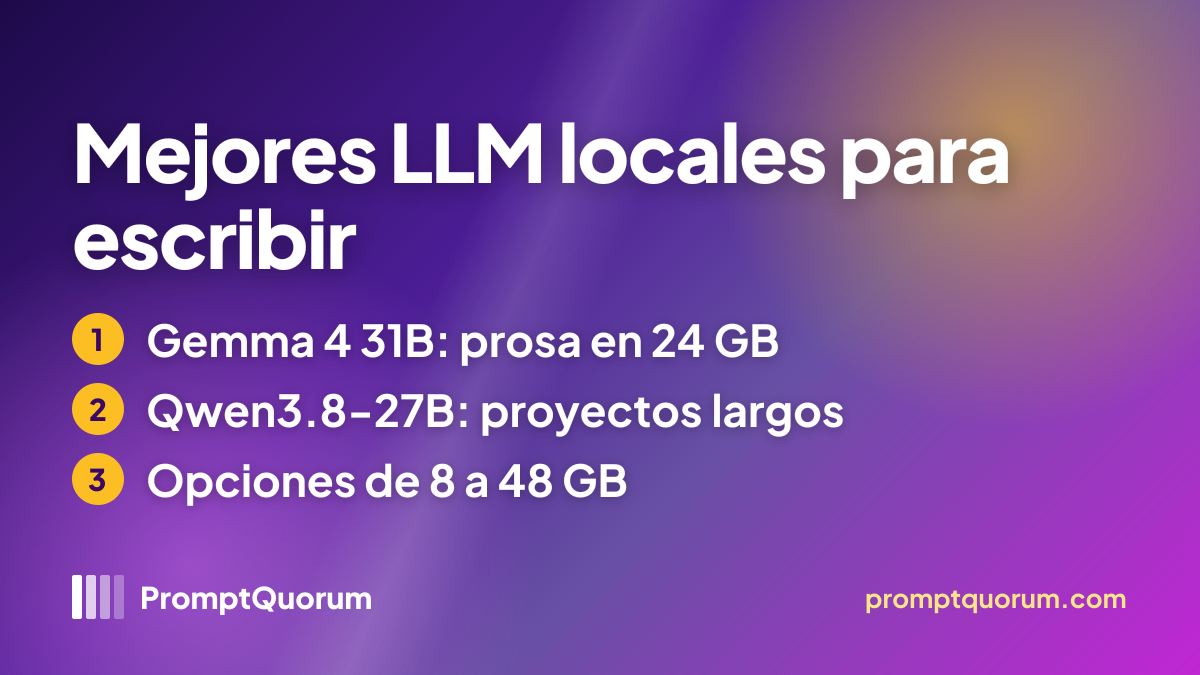 Mejores LLM locales para
escribir
1 Gemma 4 31B: prosa en 24 GB
2 Qwen3.8-27B: proyectos largos
3 Opciones de 8 a 48 GB
PromptQuorum
promptquorum.com